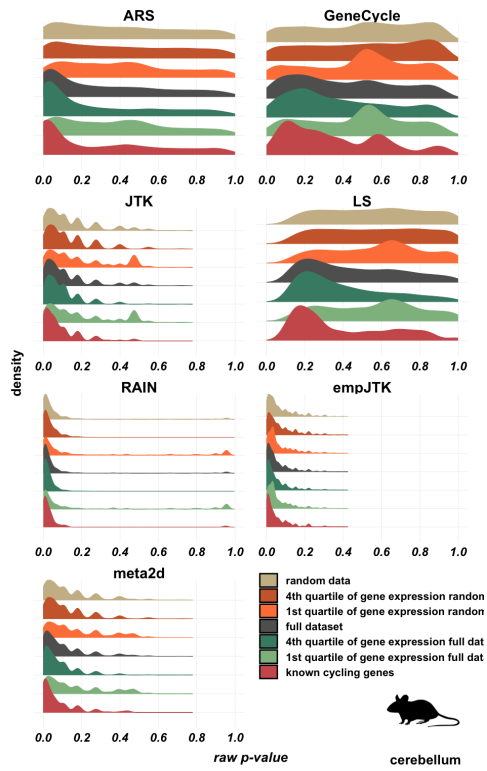 ARS
GeneCycle
0.0 0.2 0.4 0.6 0.8 1.0
0.0 0.2 0.4 0.6 0.8 1.0
JTK
LS
0.0 0.2 0.4 0.6 0.8 1.0
0.0 0.2 0.4 0.6 0.8 1.0
density
RAIN
empJTK
0.0 0.2 0.4 0.6 0.8 1.0
0.0 0.2 0.4 0.6 0.8 1.0
meta2d
0.0 0.2 0.4 0.6 0.8 1.0
raw p-value
random data
4th quartile of gene expression random
1st quartile of gene expression random
full dataset
4th quartile of gene expression full dat
1st quartile of gene expression full dat
known cycling genes
cerebellum